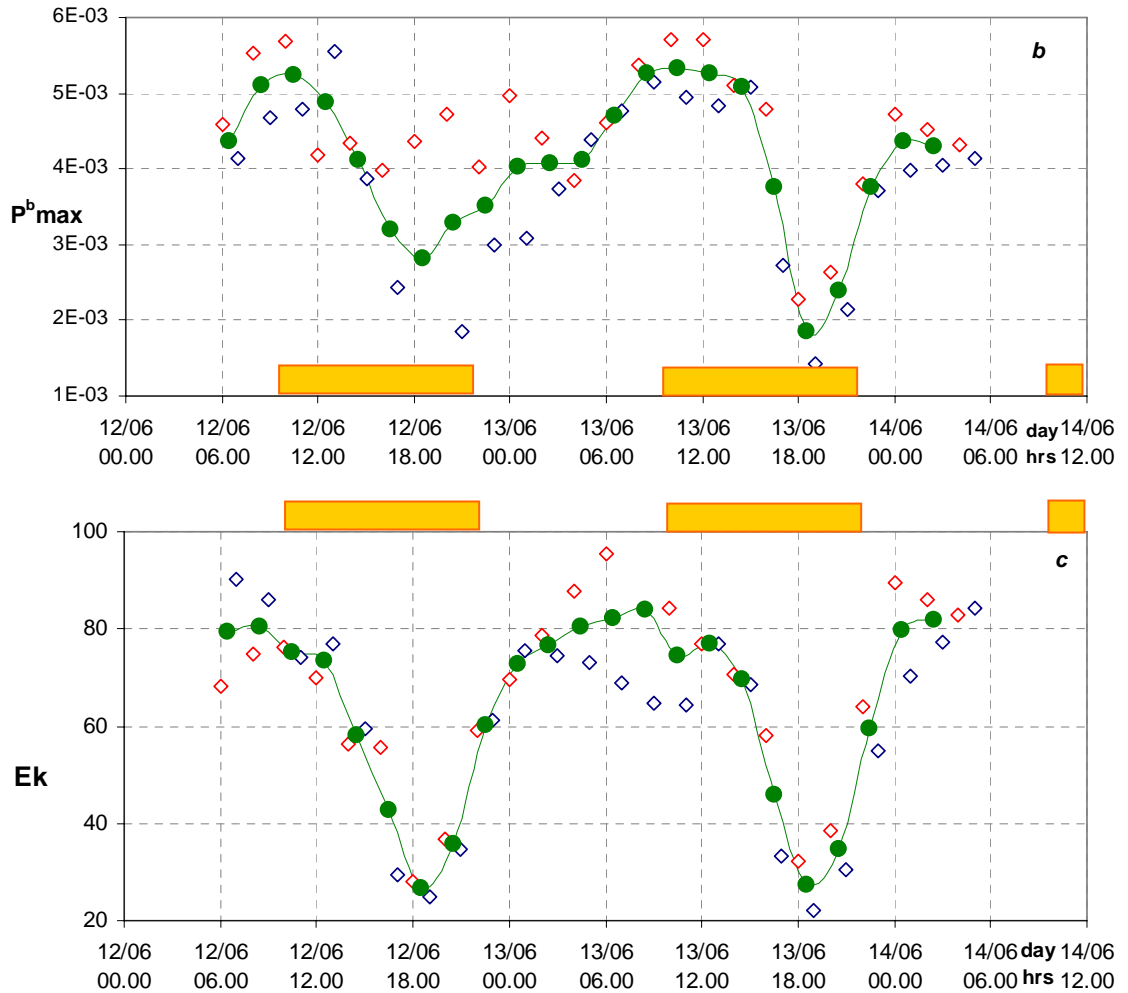 6E-03
b
5E-03
4E-03
P^b max
3E-03
2E-03
1E-03
12/06 12/06 12/06 12/06 13/06 13/06 13/06 13/06 14/06 14/06 day 14/06
00.00 06.00 12.00 18.00 00.00 06.00 12.00 18.00 00.00 06.00 hrs 12.00
100
c
80
60
Ek
40
20
12/06 12/06 12/06 12/06 13/06 13/06 13/06 13/06 14/06 14/06 day 14/06
00.00 06.00 12.00 18.00 00.00 06.00 12.00 18.00 00.00 06.00 hrs 12.00